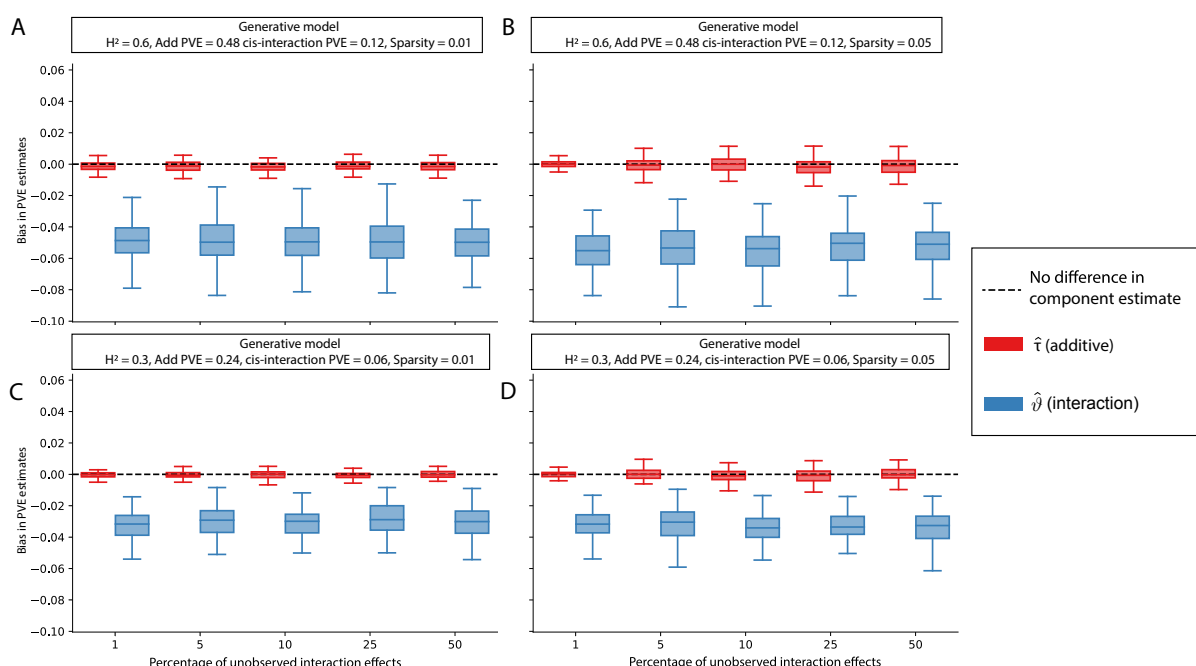 A
Generative model
H² = 0.6, Add PVE = 0.48 cis-interaction PVE = 0.12, Sparsity = 0.01
B
Generative model
H² = 0.6, Add PVE = 0.48 cis-interaction PVE = 0.12, Sparsity = 0.05
0.06
0.04
0.02
0.00
−0.02
−0.04
−0.06
−0.08
−0.10
Bias in PVE estimates
No difference in
component estimate
τ̂ (additive)
ϑ̂ (interaction)
C
Generative model
H² = 0.3, Add PVE = 0.24, cis-interaction PVE = 0.06, Sparsity = 0.01
D
Generative model
H² = 0.3, Add PVE = 0.24, cis-interaction PVE = 0.06, Sparsity = 0.05
0.06
0.04
0.02
0.00
−0.02
−0.04
−0.06
−0.08
−0.10
Bias in PVE estimates
1 5 10 25 50
Percentage of unobserved interaction effects
1 5 10 25 50
Percentage of unobserved interaction effects